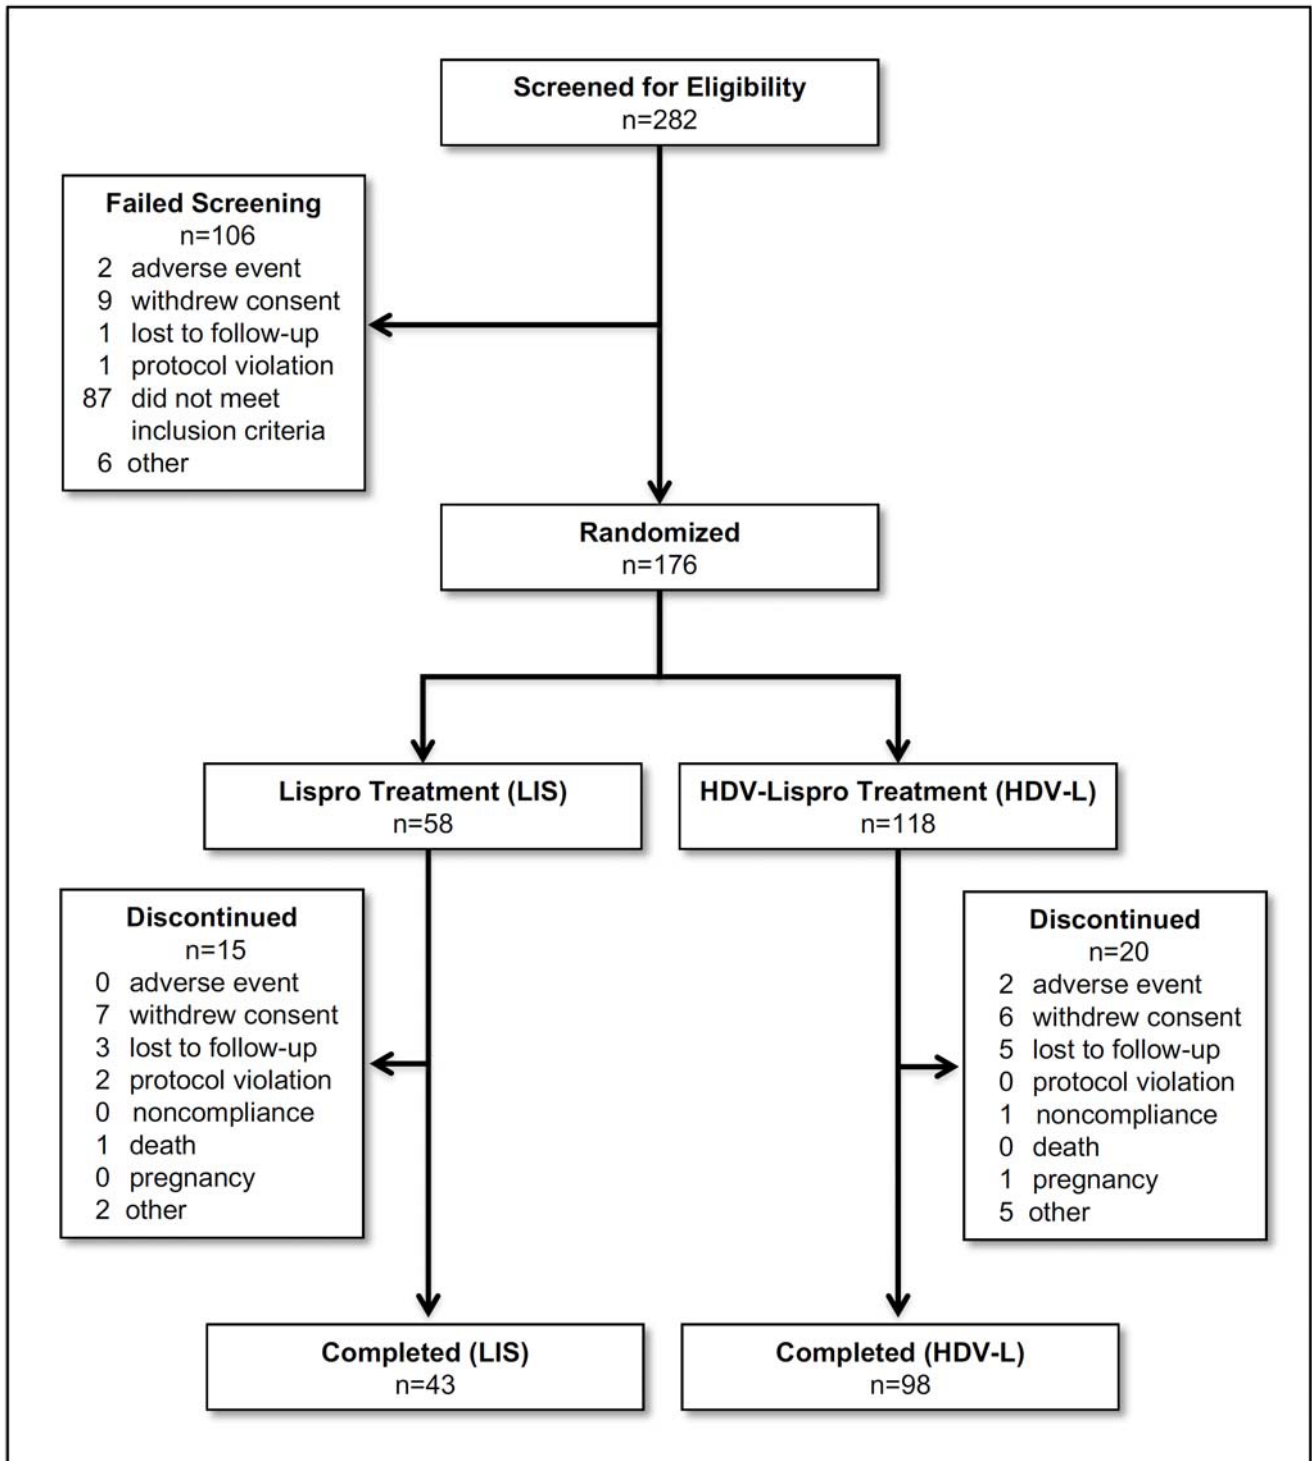 Screened for Eligibility
n=282
Failed Screening
n=106
2 adverse event
9 withdrew consent
1 lost to follow-up
1 protocol violation
87 did not meet
inclusion criteria
6 other
Randomized
n=176
Lispro Treatment (LIS)
n=58
HDV-Lispro Treatment (HDV-L)
n=118
Discontinued
n=15
0 adverse event
7 withdrew consent
3 lost to follow-up
2 protocol violation
0 noncompliance
1 death
0 pregnancy
2 other
Discontinued
n=20
2 adverse event
6 withdrew consent
5 lost to follow-up
0 protocol violation
1 noncompliance
0 death
1 pregnancy
5 other
Completed (LIS)
n=43
Completed (HDV-L)
n=98